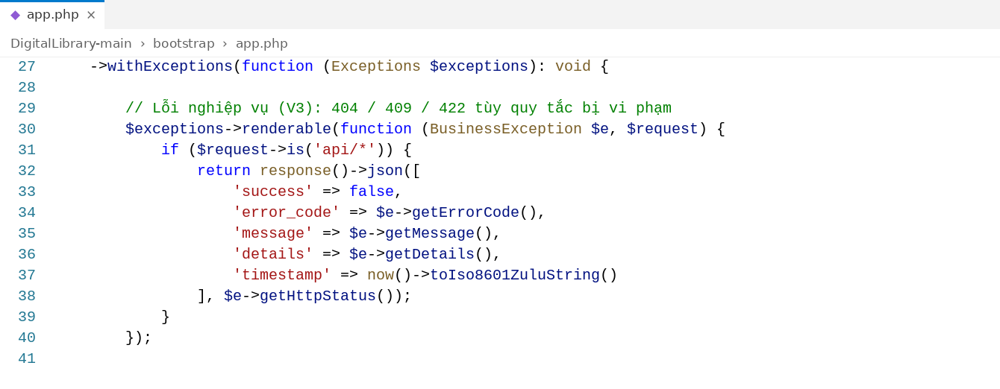 app.php ×
DigitalLibrary-main › bootstrap › app.php
27     ->withExceptions(function (Exceptions $exceptions): void {
28
29         // Lỗi nghiệp vụ (V3): 404 / 409 / 422 tùy quy tắc bị vi phạm
30         $exceptions->renderable(function (BusinessException $e, $request) {
31             if ($request->is('api/*')) {
32                 return response()->json([
33                     'success' => false,
34                     'error_code' => $e->getErrorCode(),
35                     'message' => $e->getMessage(),
36                     'details' => $e->getDetails(),
37                     'timestamp' => now()->toIso8601ZuluString()
38                 ], $e->getHttpStatus());
39             }
40         });
41